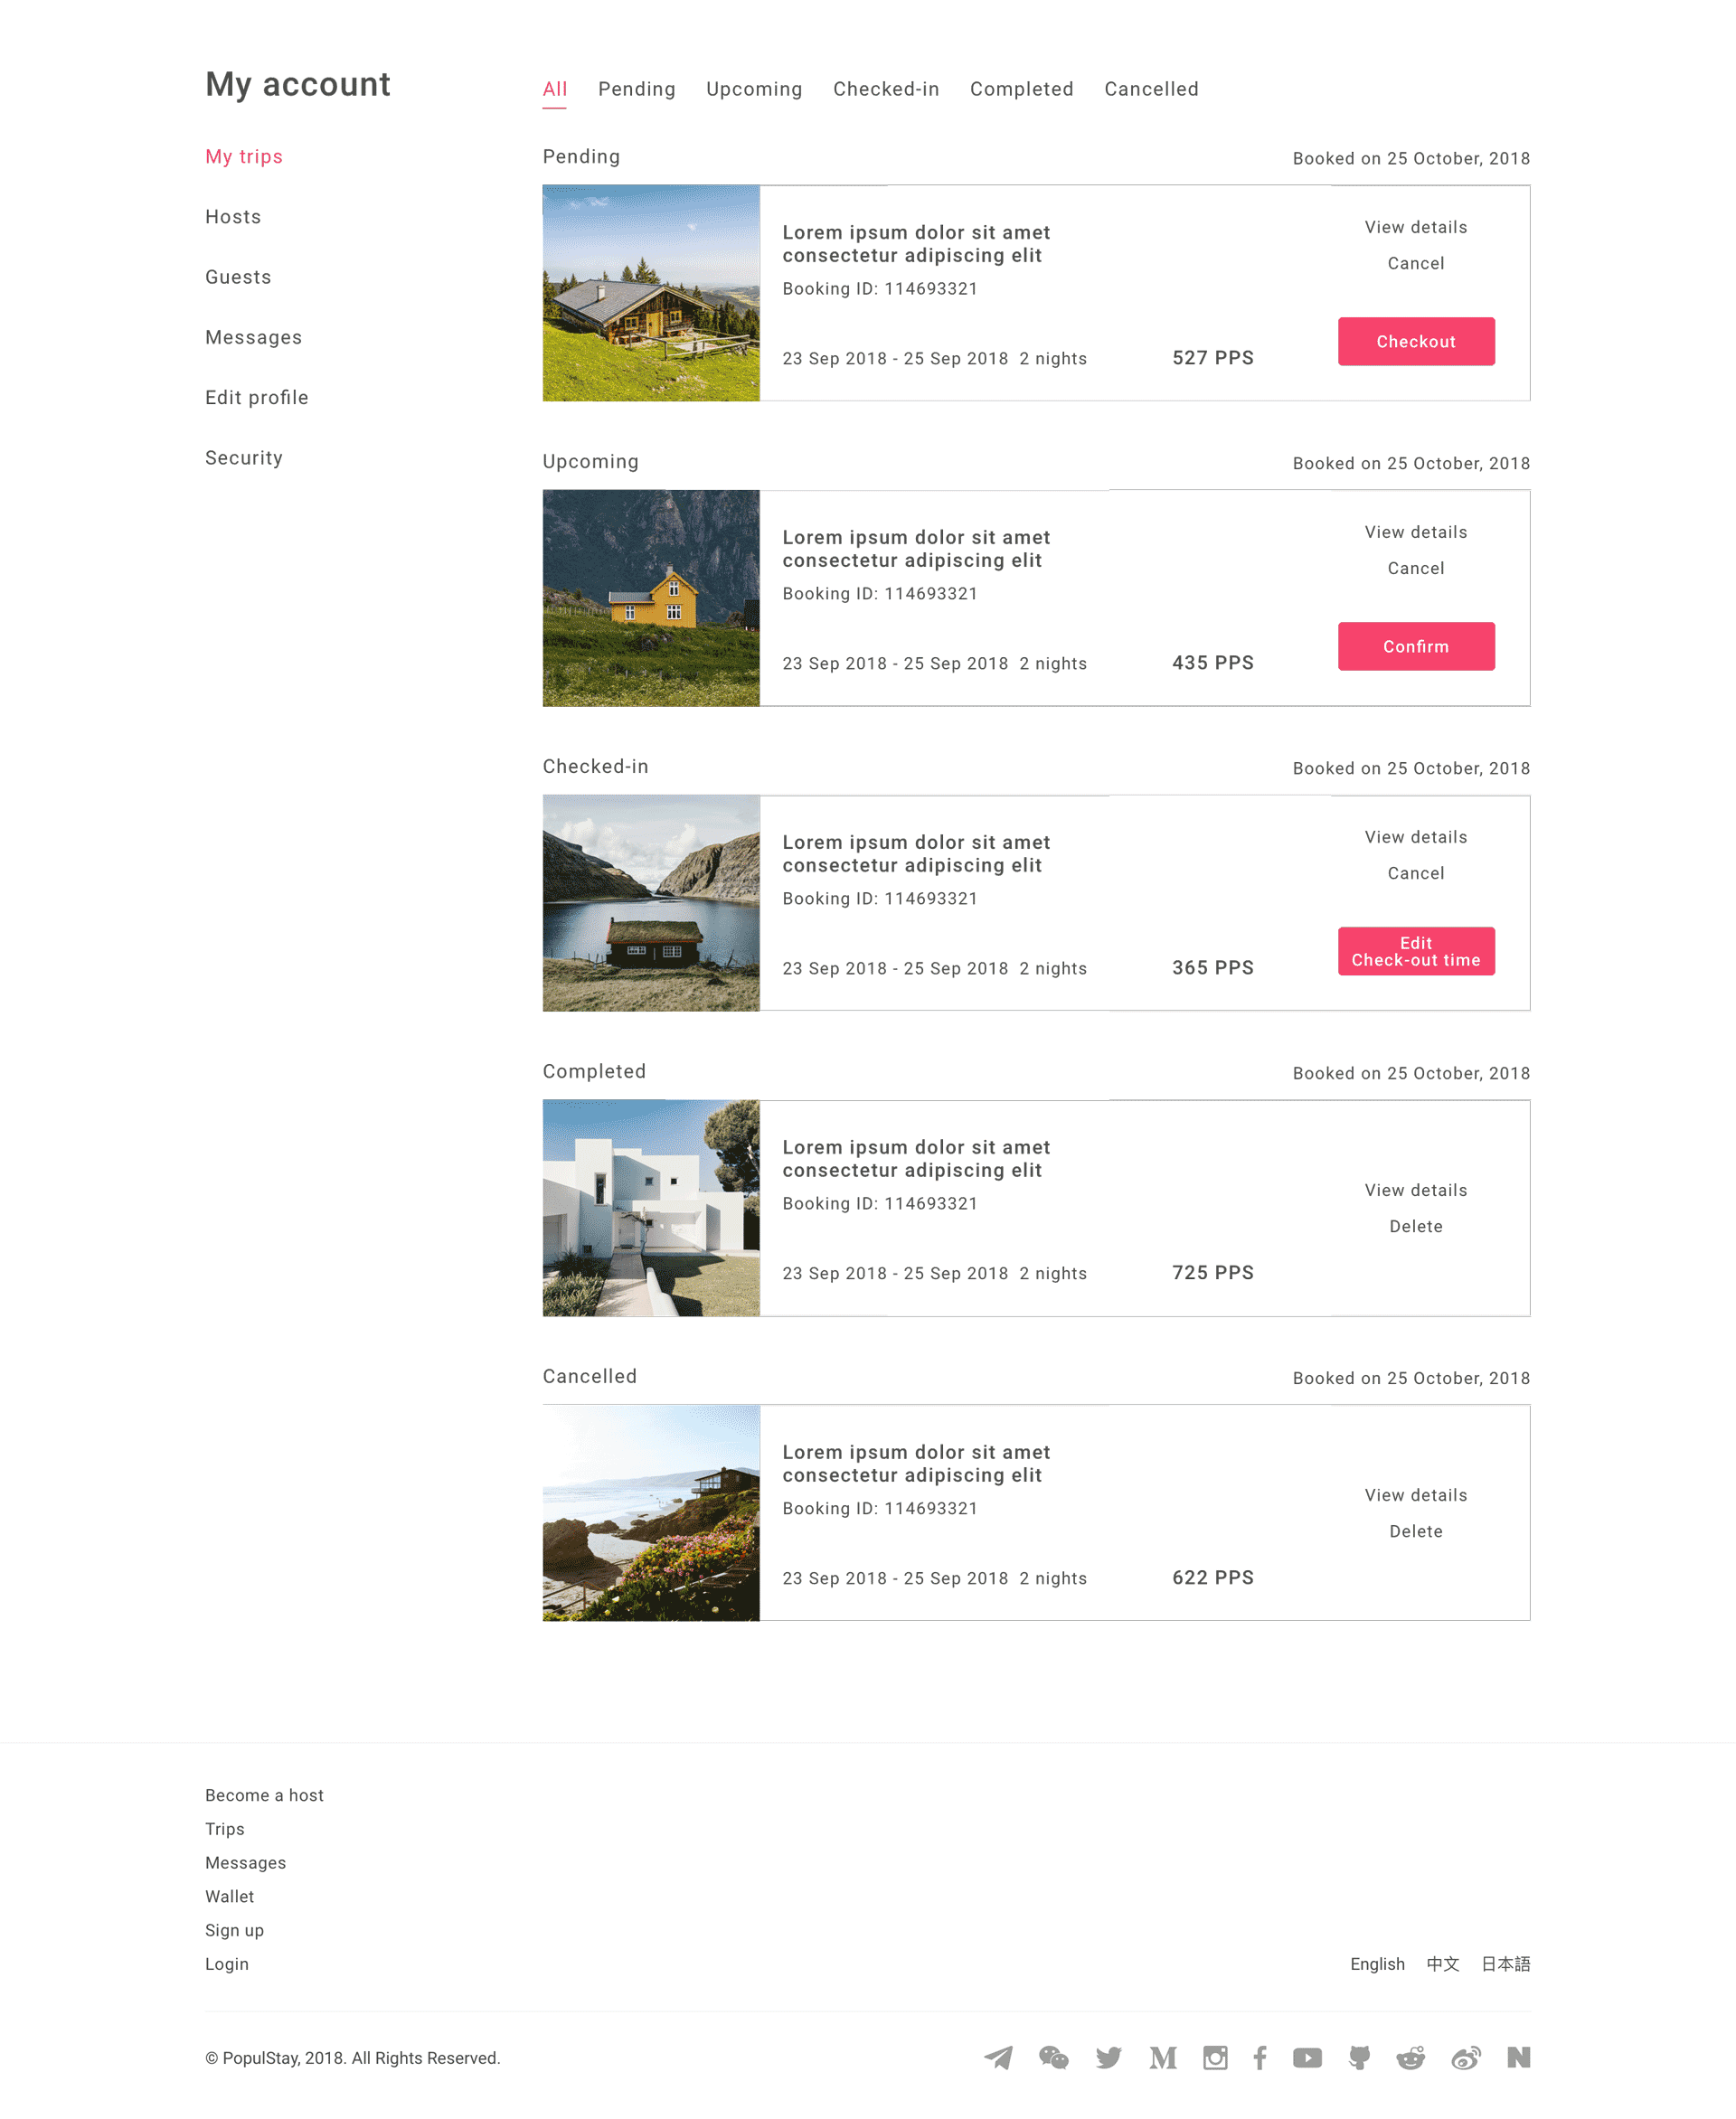 My account
All Pending Upcoming Checked-in Completed Cancelled
My trips
Hosts
Guests
Messages
Edit profile
Security
Pending Booked on 25 October, 2018
Lorem ipsum dolor sit amet
consectetur adipiscing elit
Booking ID: 114693321
23 Sep 2018 - 25 Sep 2018 2 nights 527 PPS
View details
Cancel
Checkout
Upcoming Booked on 25 October, 2018
Lorem ipsum dolor sit amet
consectetur adipiscing elit
Booking ID: 114693321
23 Sep 2018 - 25 Sep 2018 2 nights 435 PPS
View details
Cancel
Confirm
Checked-in Booked on 25 October, 2018
Lorem ipsum dolor sit amet
consectetur adipiscing elit
Booking ID: 114693321
23 Sep 2018 - 25 Sep 2018 2 nights 365 PPS
View details
Cancel
Edit
Check-out time
Completed Booked on 25 October, 2018
Lorem ipsum dolor sit amet
consectetur adipiscing elit
Booking ID: 114693321
23 Sep 2018 - 25 Sep 2018 2 nights 725 PPS
View details
Delete
Cancelled Booked on 25 October, 2018
Lorem ipsum dolor sit amet
consectetur adipiscing elit
Booking ID: 114693321
23 Sep 2018 - 25 Sep 2018 2 nights 622 PPS
View details
Delete
Become a host
Trips
Messages
Wallet
Sign up
Login
English 中文 日本語
© PopulStay, 2018. All Rights Reserved.